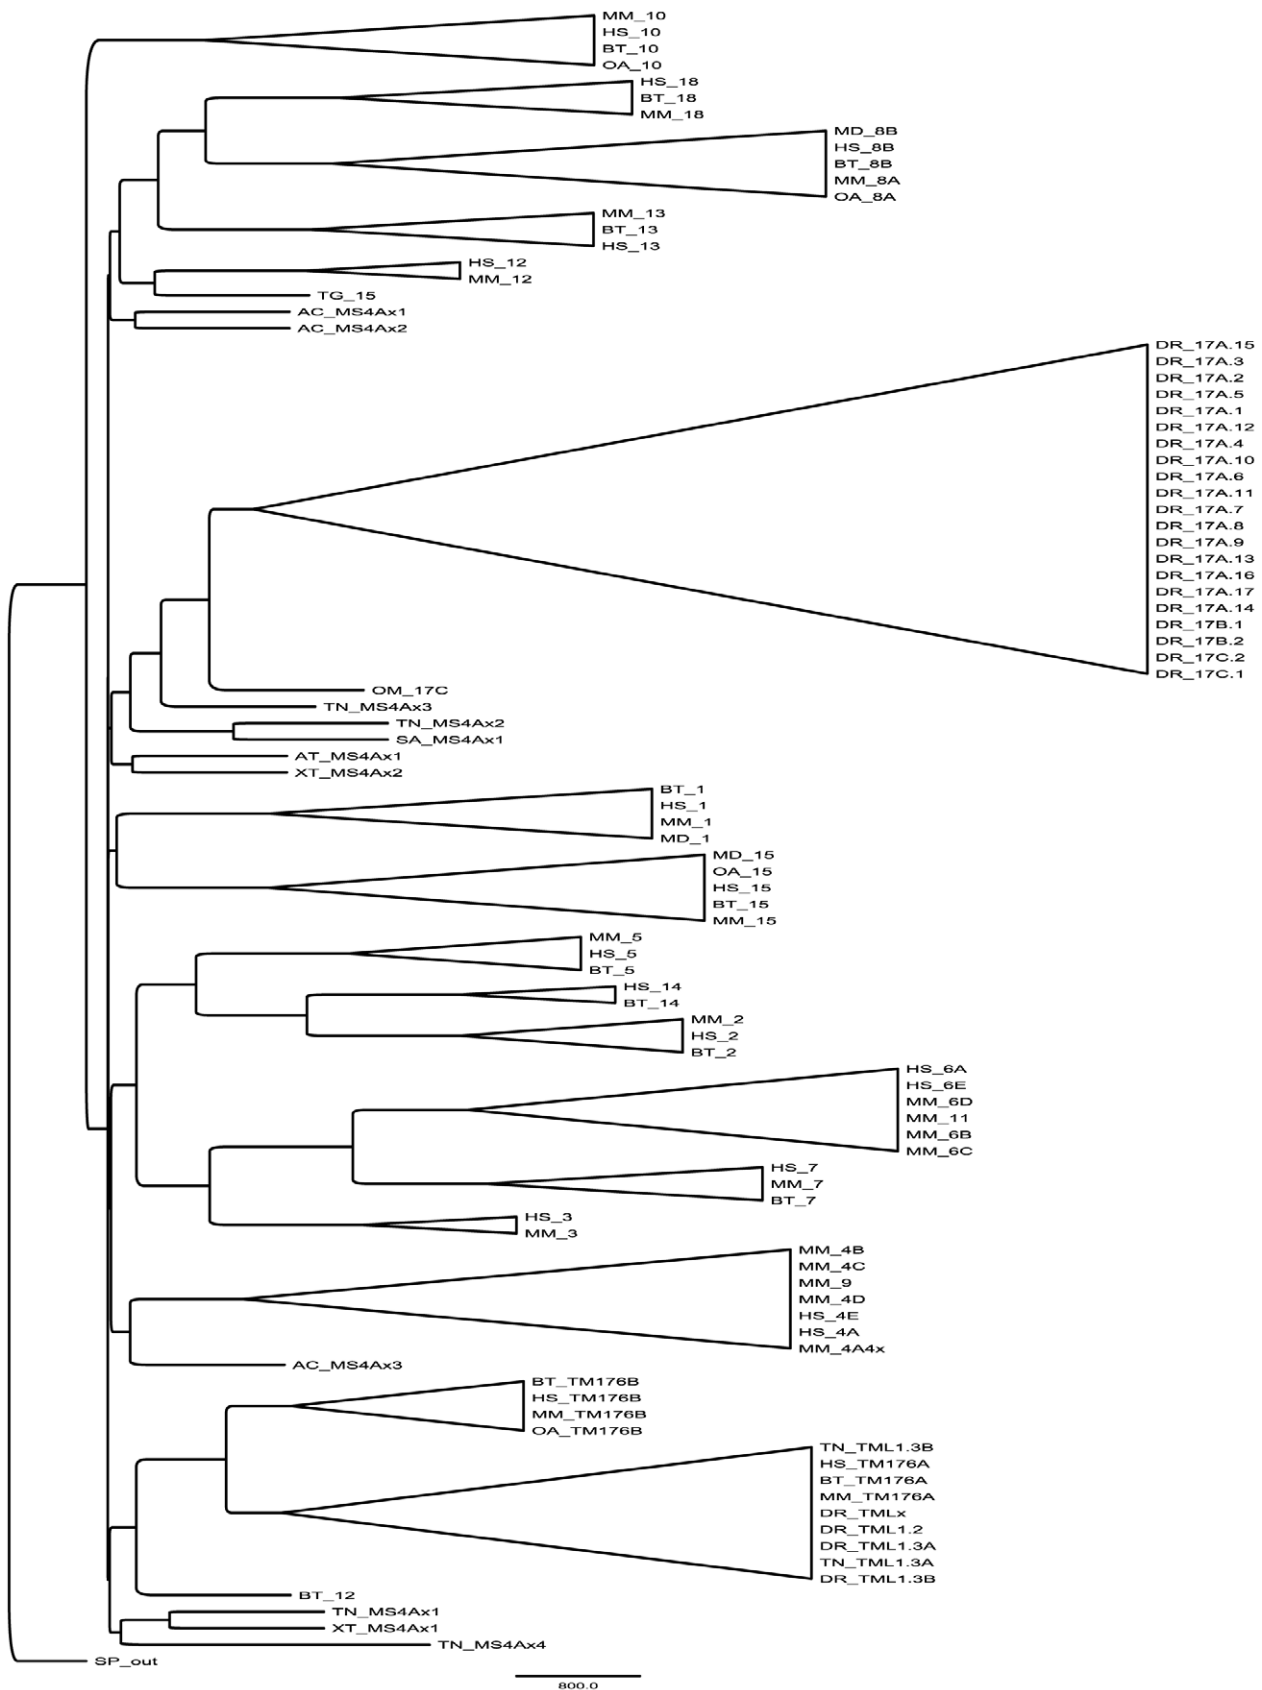 MM_10
HS_10
BT_10
OA_10
HS_18
BT_18
MM_18
MD_8B
HS_8B
BT_8B
MM_8A
OA_8A
MM_13
BT_13
HS_13
HS_12
MM_12
TG_15
AC_MS4Ax1
AC_MS4Ax2
DR_17A.15
DR_17A.3
DR_17A.2
DR_17A.5
DR_17A.1
DR_17A.12
DR_17A.4
DR_17A.10
DR_17A.6
DR_17A.11
DR_17A.7
DR_17A.8
DR_17A.9
DR_17A.13
DR_17A.16
DR_17A.17
DR_17A.14
DR_17B.1
DR_17B.2
DR_17C.2
DR_17C.1
OM_17C
TN_MS4Ax3
TN_MS4Ax2
SA_MS4Ax1
AT_MS4Ax1
XT_MS4Ax2
BT_1
HS_1
MM_1
MD_1
MD_15
OA_15
HS_15
BT_15
MM_15
MM_5
HS_5
BT_5
HS_14
BT_14
MM_2
HS_2
BT_2
HS_6A
HS_6E
MM_6D
MM_11
MM_6B
MM_6C
HS_7
MM_7
BT_7
HS_3
MM_3
MM_4B
MM_4C
MM_9
MM_4D
HS_4E
HS_4A
MM_4A4x
AC_MS4Ax3
BT_TM176B
HS_TM176B
MM_TM176B
OA_TM176B
TN_TML1.3B
HS_TM176A
BT_TM176A
MM_TM176A
DR_TMLx
DR_TML1.2
DR_TML1.3A
TN_TML1.3A
DR_TML1.3B
BT_12
TN_MS4Ax1
XT_MS4Ax1
TN_MS4Ax4
SP_out
800.0